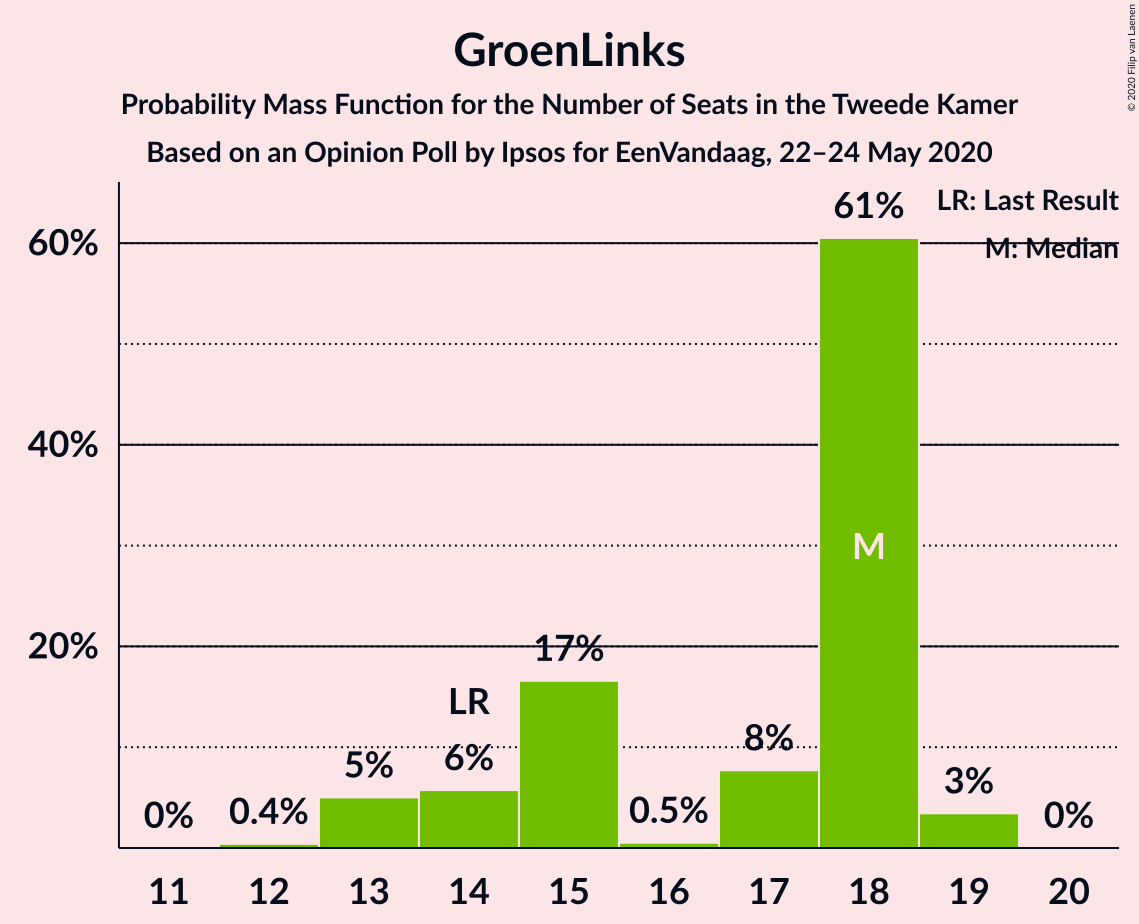 GroenLinks
Probability Mass Function for the Number of Seats in the Tweede Kamer
Based on an Opinion Poll by Ipsos for EenVandaag, 22–24 May 2020
© 2020 Filip van Laenen
LR: Last Result
M: Median
60%
40%
20%
0%
0.4%
5%
LR
6%
17%
0.5%
8%
61%
M
3%
0%
11 12 13 14 15 16 17 18 19 20